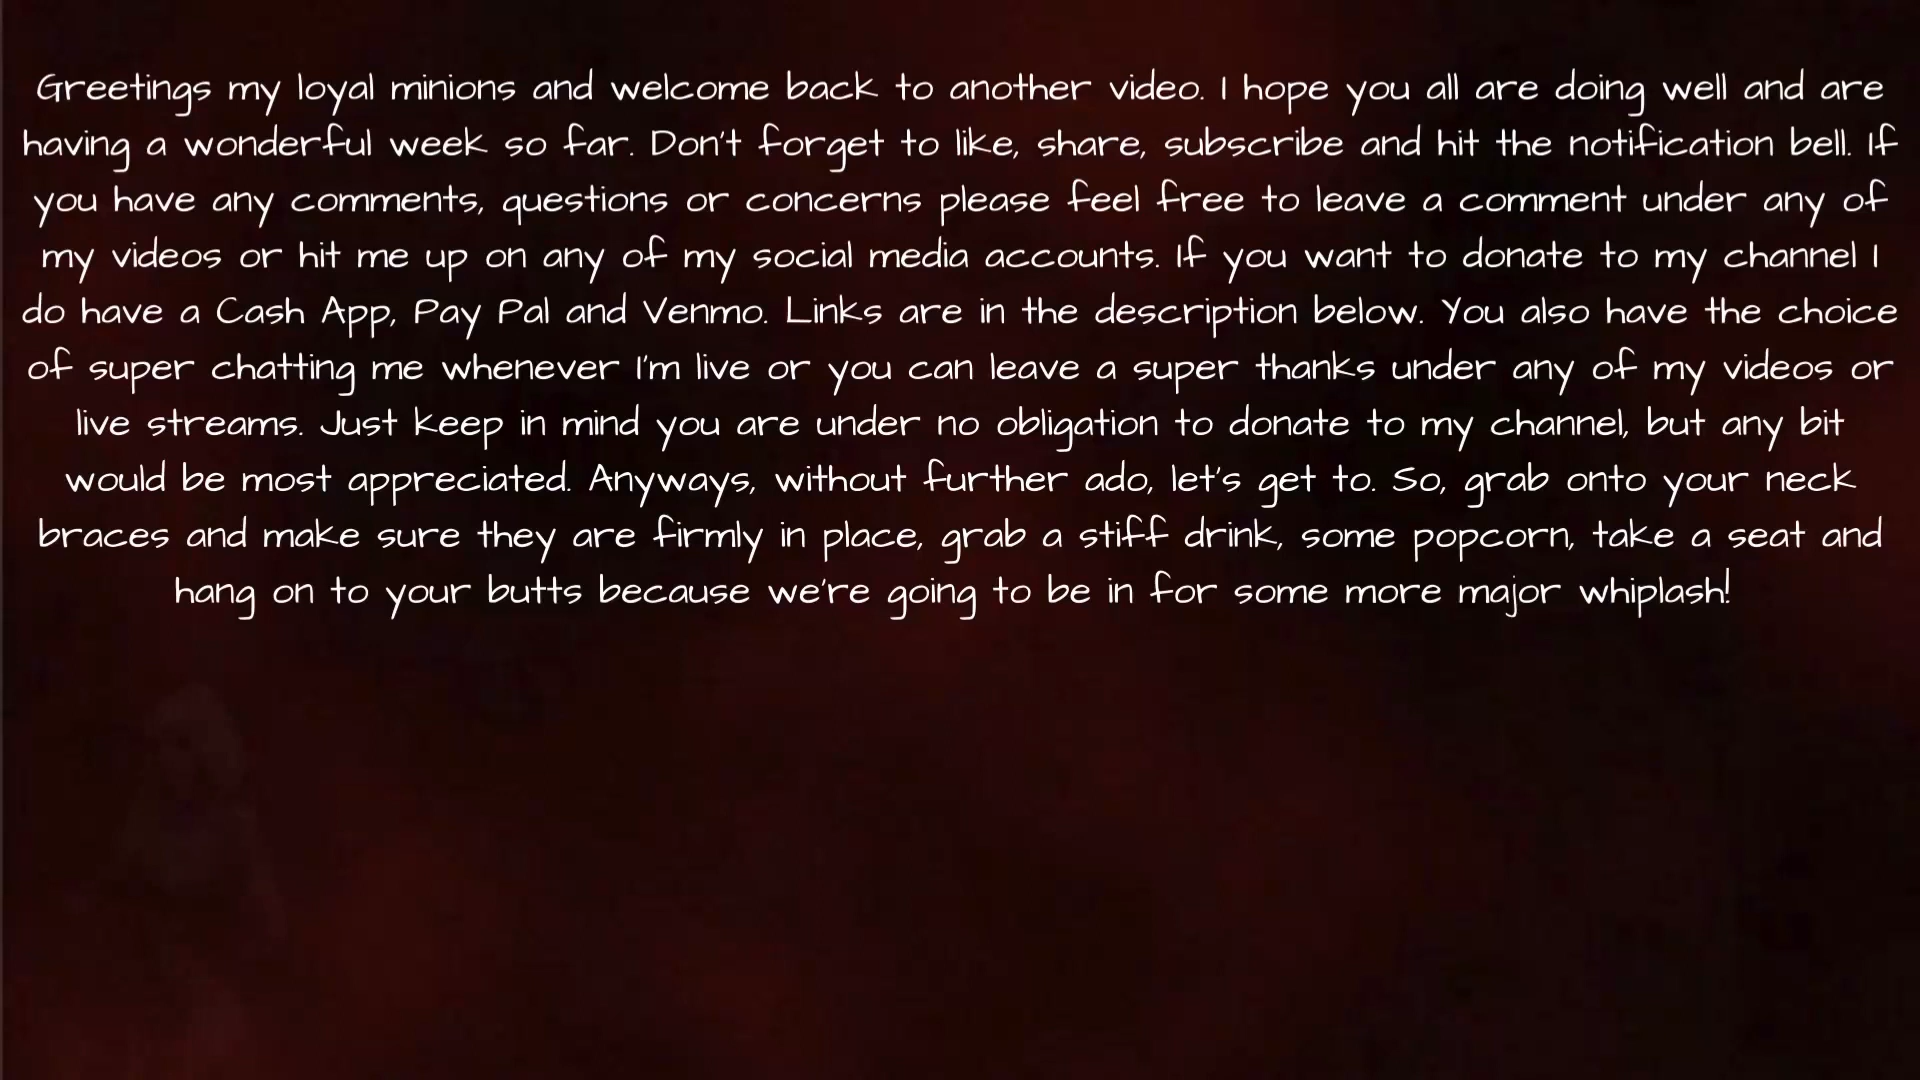 Greetings my loyal minions and welcome back to another video. I hope you all are doing well and are
having a wonderful week so far. Don't forget to like, share, subscribe and hit the notification bell. If
you have any comments, questions or concerns please feel free to leave a comment under any of
my videos or hit me up on any of my social media accounts. If you want to donate to my channel I
do have a Cash App, Pay Pal and Venmo. Links are in the description below. You also have the choice
of super chatting me whenever I'm live or you can leave a super thanks under any of my videos or
live streams. Just keep in mind you are under no obligation to donate to my channel, but any bit
would be most appreciated. Anyways, without further ado, let's get to. So, grab onto your neck
braces and make sure they are firmly in place, grab a stiff drink, some popcorn, take a seat and
hang on to your butts because we're going to be in for some more major whiplash!